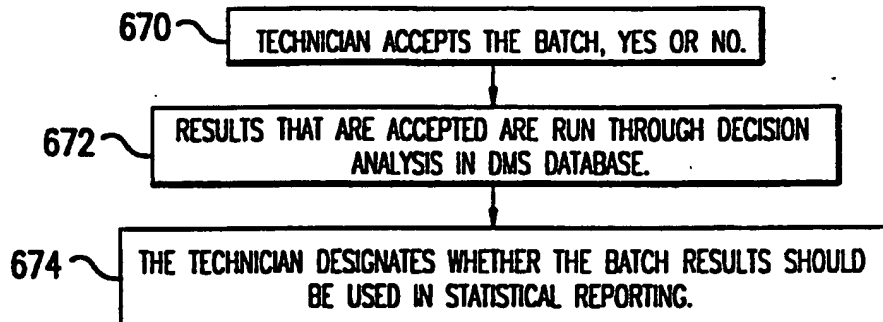 670 TECHNICIAN ACCEPTS THE BATCH, YES OR NO.
RESULTS THAT ARE ACCEPTED ARE RUN THROUGH DECISION
672 ANALYSIS IN DMS DATABASE.
674 THE TECHNICIAN DESIGNATES WHETHER THE BATCH RESULTS SHOULD
BE USED IN STATISTICAL REPORTING.